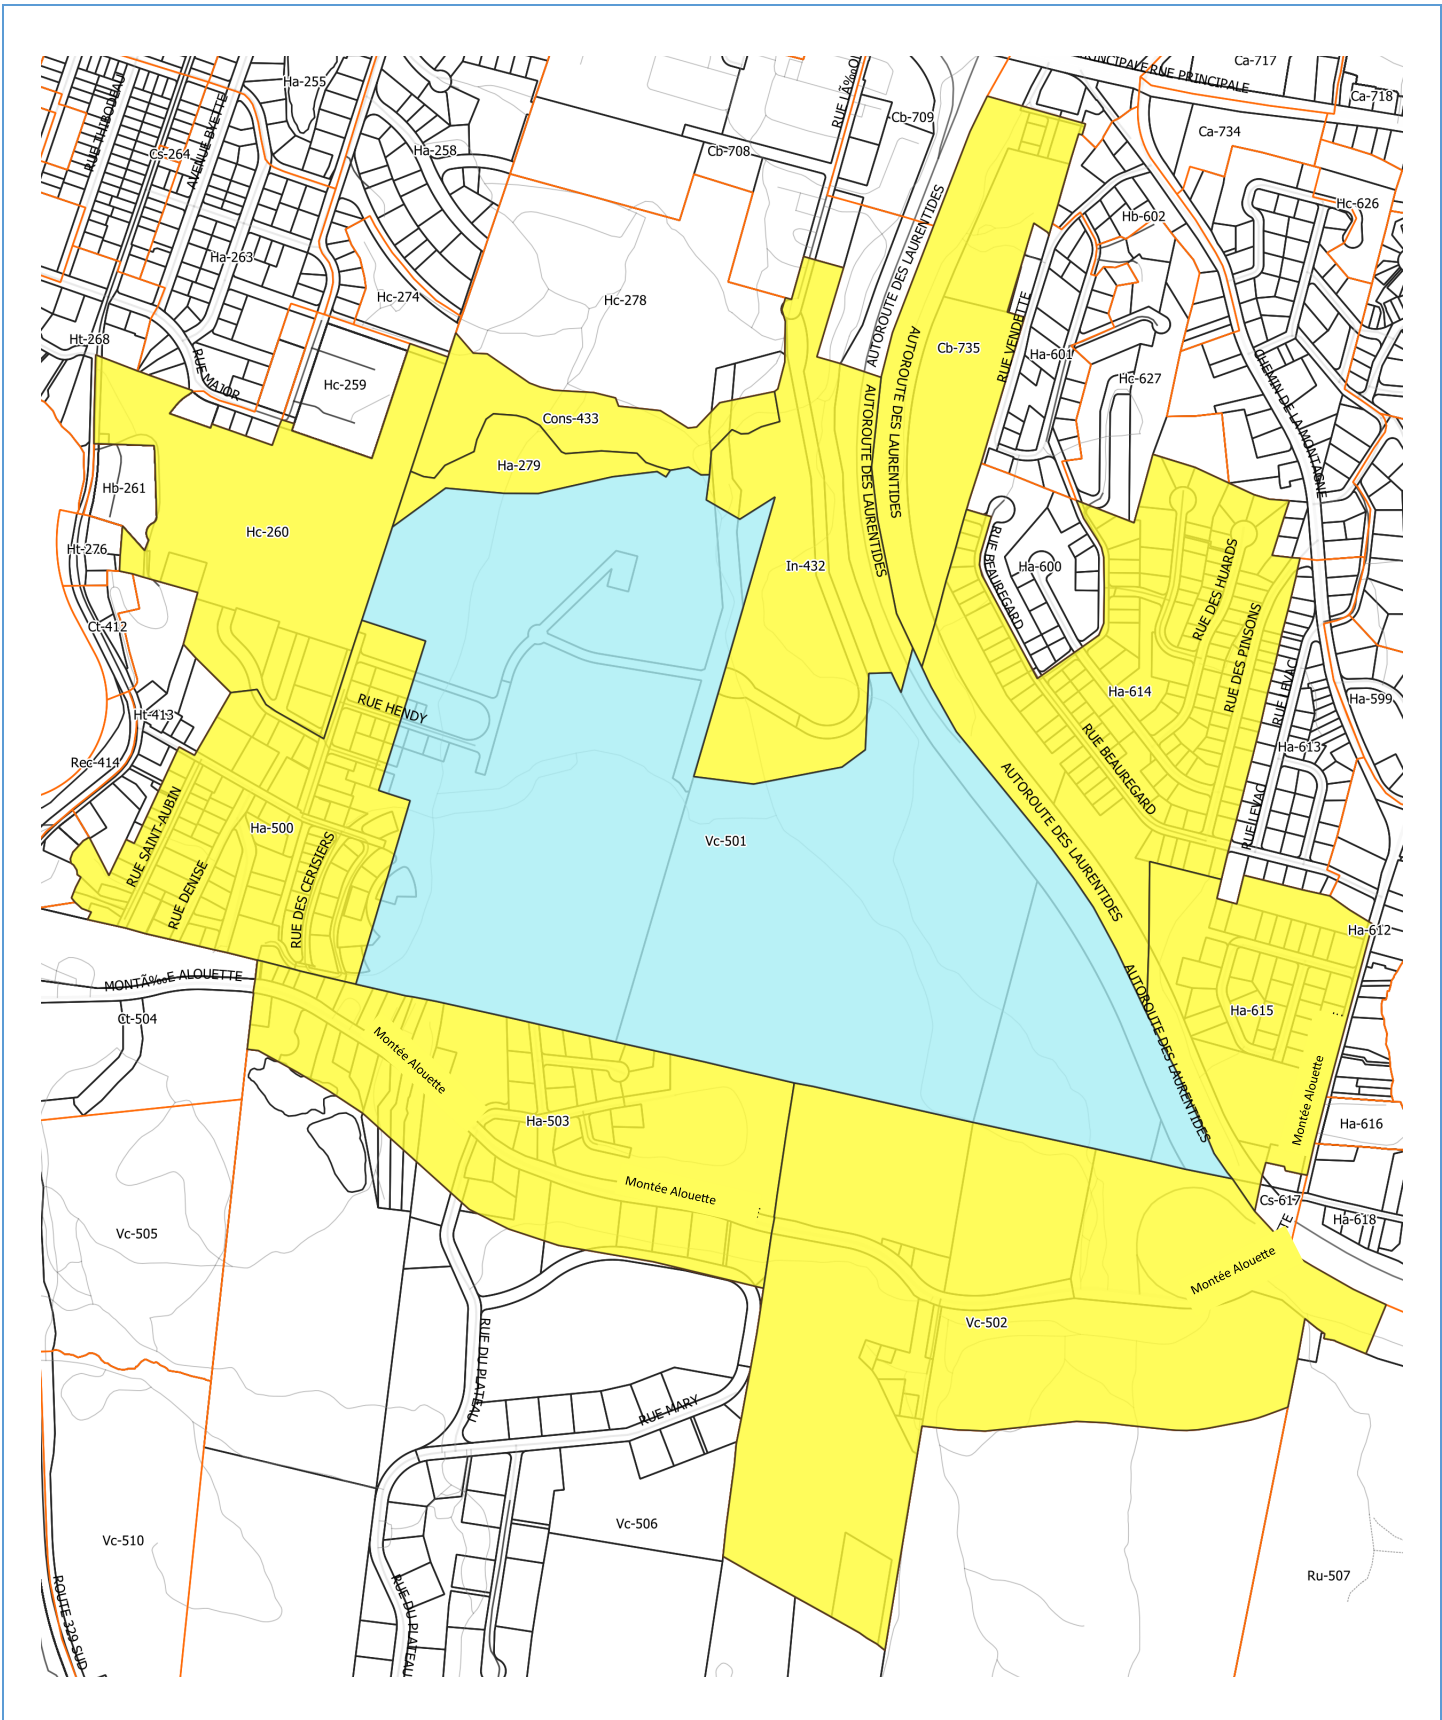 RINCIPALE RUE PRINCIPALE
Ca-717
Ha-255
Ca-718
RUE THIBODEAU
AVENUE BYETTE
Cs-264
Ha-258
Cb-708
Cb-709
Ca-734
Hc-626
Hb-602
Ha-263
Hc-274
Hc-278
AUTOROUTE DES LAURENTIDES
Ht-268
RUE MAJOR
Hc-259
AUTOROUTE DES LAURENTIDES
Cb-735
RUE VENDETTE
Ha-601
Hc-627
CHEMIN DE LA MONTAGNE
Cons-433
Ha-279
AUTOROUTE DES LAURENTIDES
Hb-261
Hc-260
Ht-276
In-432
RUE BEAUREGARD
Ha-600
RUE DES HUARDS
RUE DES PINSONS
Ct-412
RUE LEVAC
Ha-614
Ha-599
Ht-413
RUE HENDY
RUE BEAUREGARD
Ha-613
Rec-414
AUTOROUTE DES LAURENTIDES
RUE SAINT-AUBIN
Ha-500
RUE DENISE
RUE DES CERISIERS
Vc-501
RUE LEVAC
Ha-612
MONTÃ‰E ALOUETTE
Ct-504
AUTOROUTE DES LAURENTIDES
Ha-615
Montée Alouette
Montée Alouette
Ha-503
Ha-616
Montée Alouette
Cs-617
Ha-618
TE
Vc-505
Montée Alouette
Vc-502
RUE DU PLATEAU
RUE MARY
Vc-506
Vc-510
Ru-507
ROUTE 329 SUD
RUE DU PLATEAU